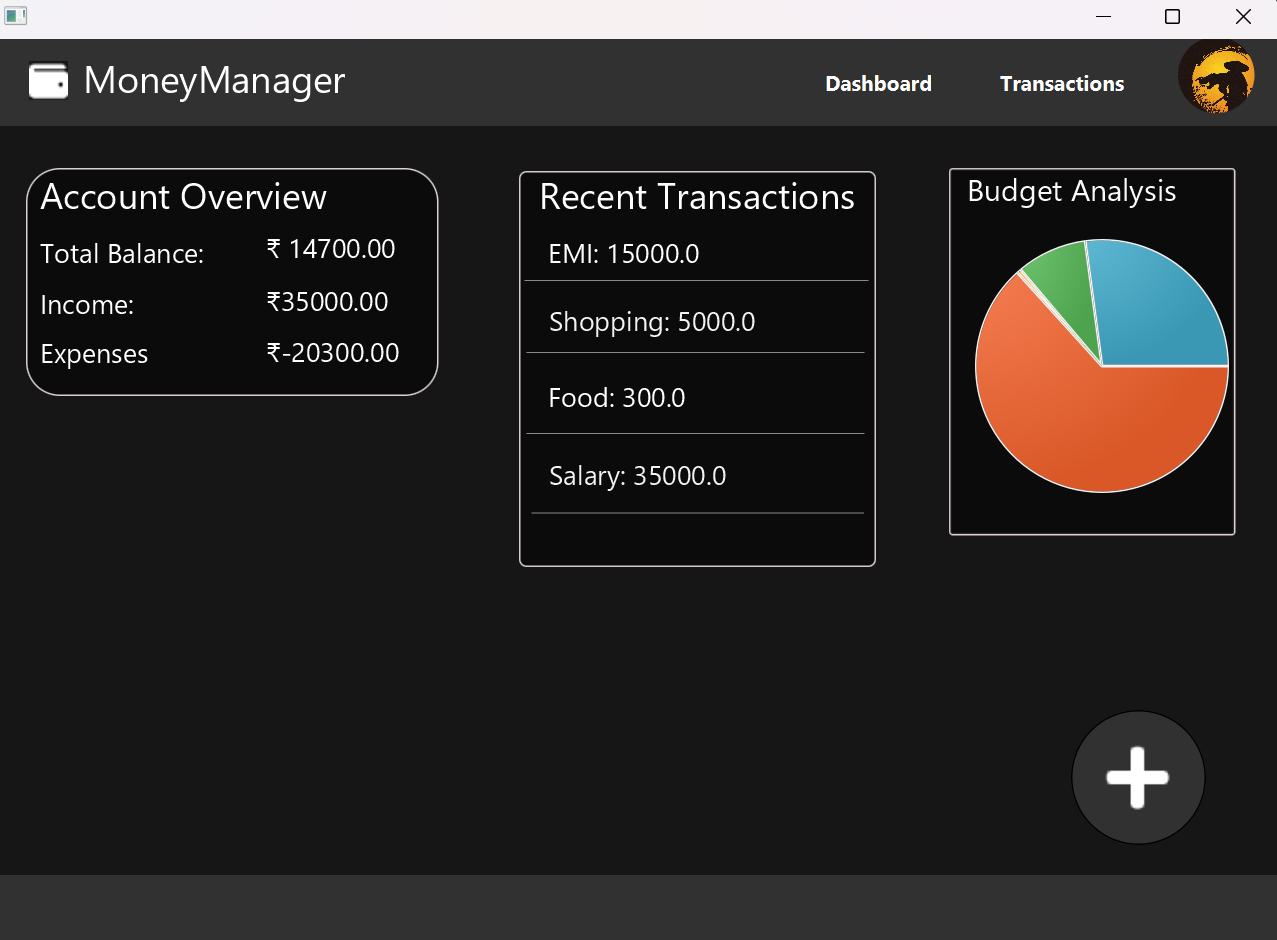 MoneyManager
Dashboard
Transactions
Account Overview
Total Balance: ₹ 14700.00
Income: ₹35000.00
Expenses ₹-20300.00
Recent Transactions
EMI: 15000.0
Shopping: 5000.0
Food: 300.0
Salary: 35000.0
Budget Analysis